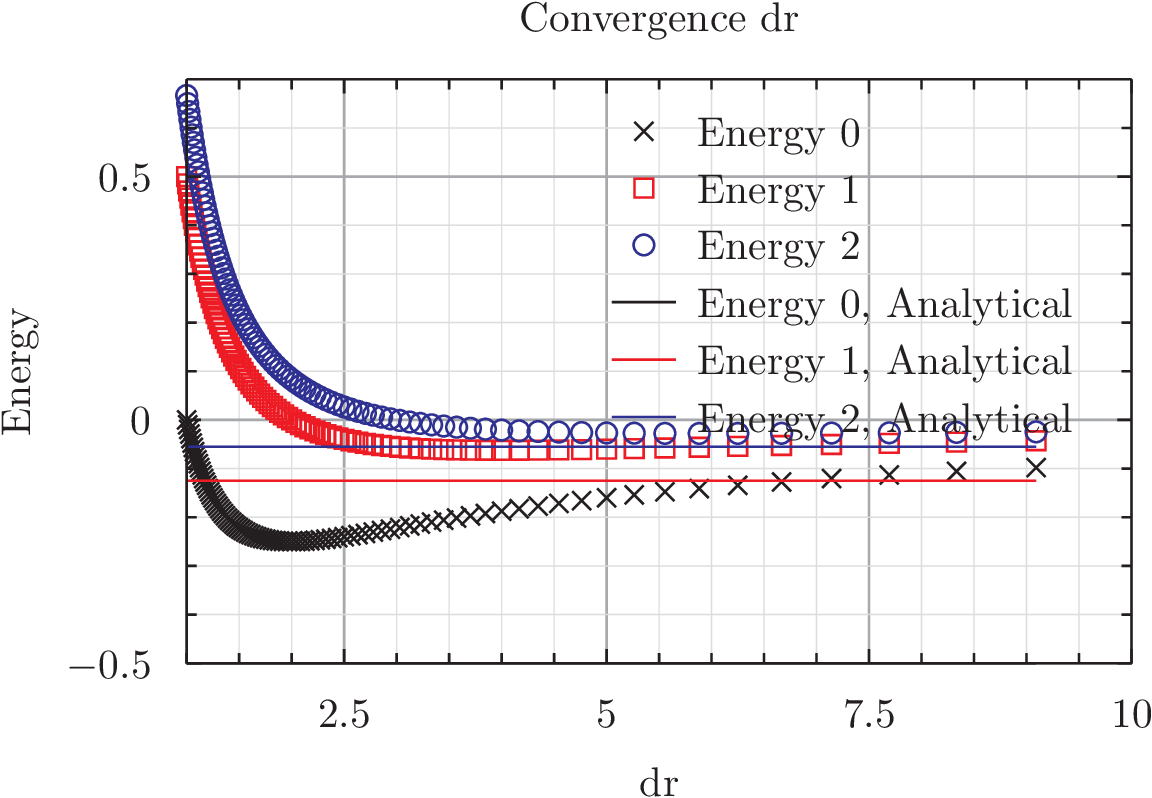 Convergence dr
Energy 0
Energy 1
Energy 2
Energy 0, Analytical
Energy 1, Analytical
Energy 2, Analytical
Energy
0.5
0
−0.5
2.5 5 7.5 10
dr